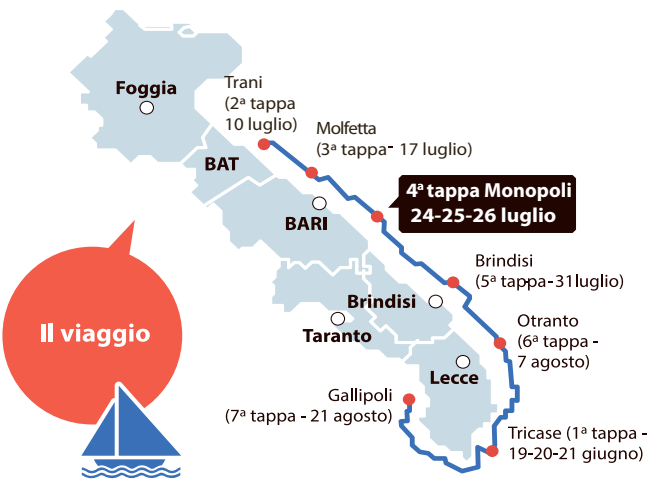 Foggia
Trani
(2ª tappa
10 luglio)
Molfetta
(3ª tappa- 17 luglio)
BAT
4ª tappa Monopoli
24-25-26 luglio
BARI
Brindisi
(5ª tappa-31luglio)
Brindisi
Taranto
Otranto
(6ª tappa -
7 agosto)
Il viaggio
Lecce
Gallipoli
(7ª tappa - 21 agosto)
Tricase (1ª tappa -
19-20-21 giugno)